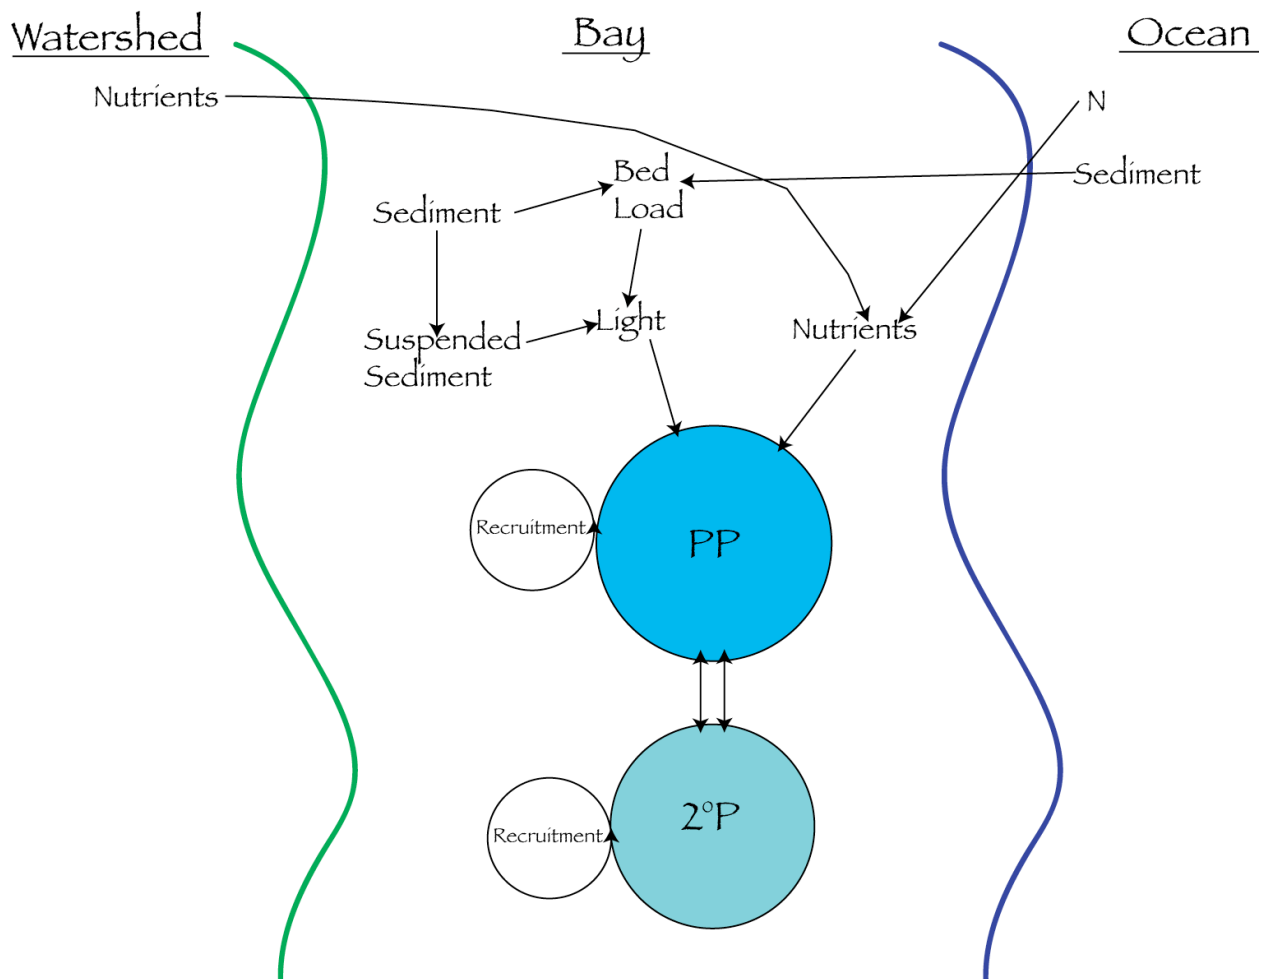 Watershed
Bay
Ocean
Nutrients
N
Bed
Load
Sediment
Sediment
Suspended
Sediment
Light
Nutrients
Recruitment
PP
2°P
Recruitment